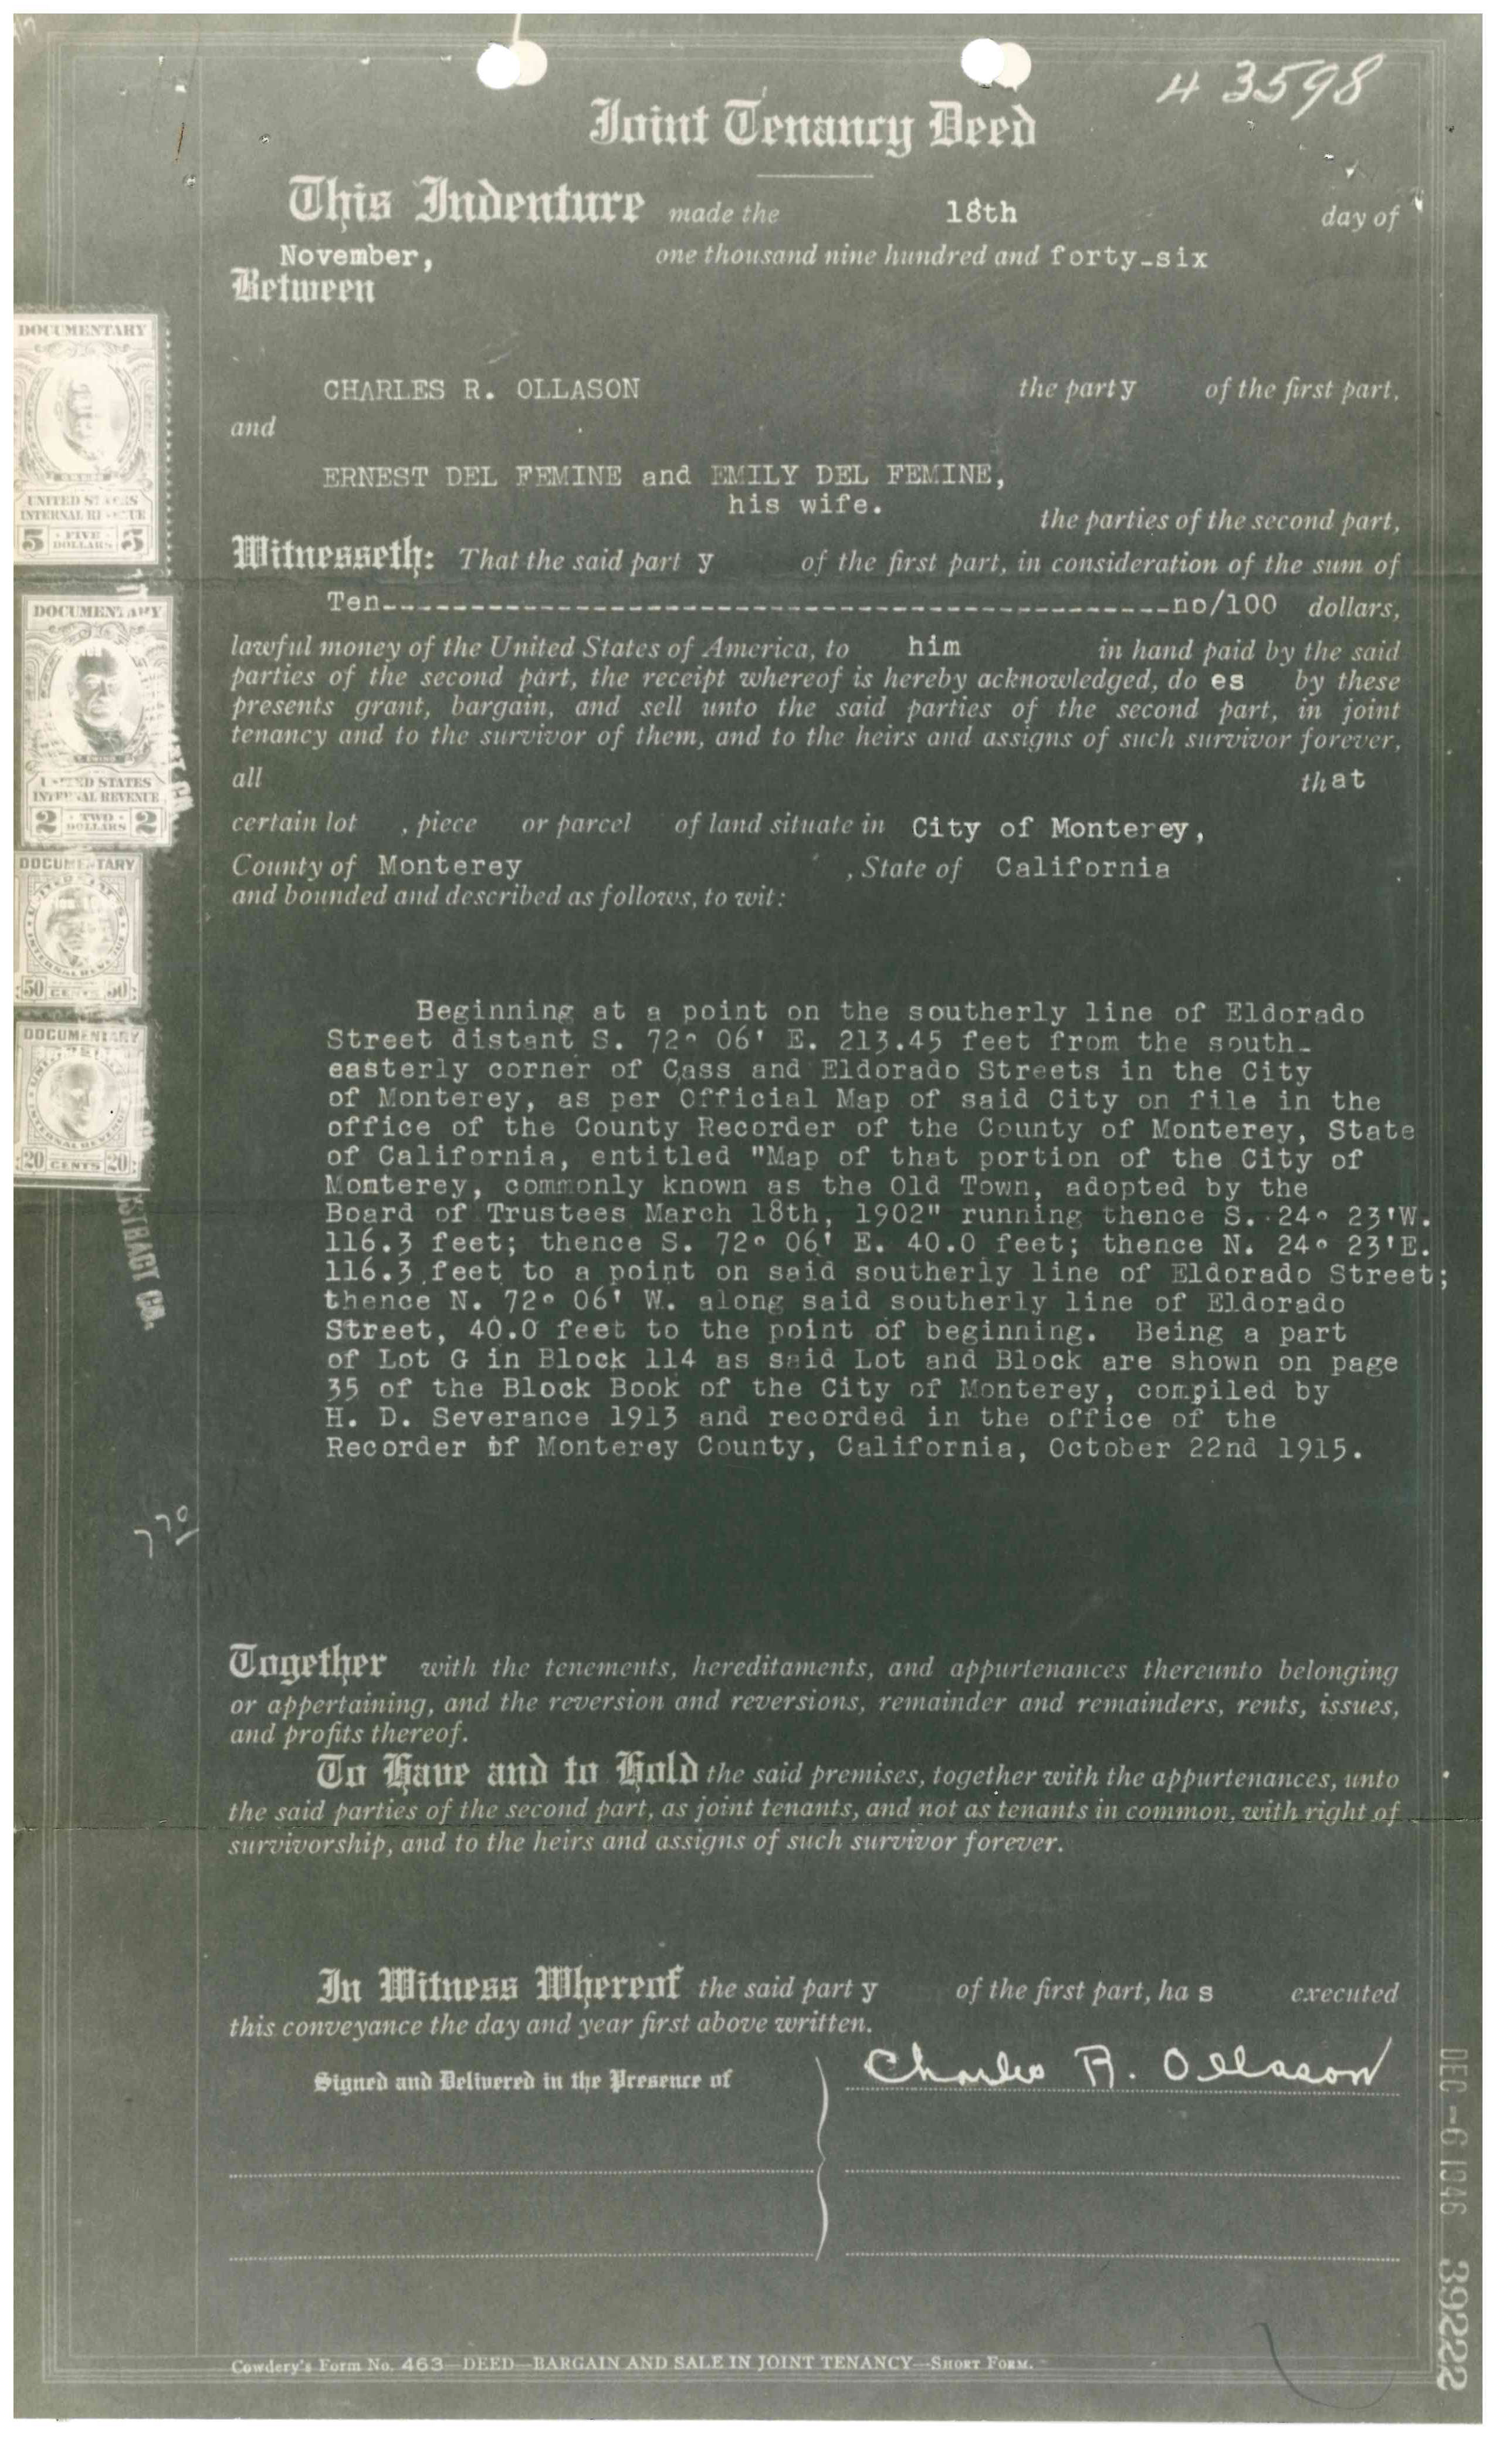 43598
Joint Tenancy Deed
This Indenture made the 18th day of
November, one thousand nine hundred and forty-six
Between
CHARLES R. OLLASON the party of the first part,
and
ERNEST DEL FEMINE and EMILY DEL FEMINE,
his wife.
the parties of the second part,
Witnesseth: That the said part y of the first part, in consideration of the sum of
Ten---------------------------------------------no/100 dollars,
lawful money of the United States of America, to him in hand paid by the said
parties of the second part, the receipt whereof is hereby acknowledged, do es by these
presents grant, bargain, and sell unto the said parties of the second part, in joint
tenancy and to the survivor of them, and to the heirs and assigns of such survivor forever,
all that
certain lot , piece or parcel of land situate in City of Monterey,
County of Monterey , State of California
and bounded and described as follows, to wit:
Beginning at a point on the southerly line of Eldorado
Street distant S. 72° 06' E. 213.45 feet from the south-
easterly corner of Cass and Eldorado Streets in the City
of Monterey, as per Official Map of said City on file in the
office of the County Recorder of the County of Monterey, State
of California, entitled "Map of that portion of the City of
Monterey, commonly known as the Old Town, adopted by the
Board of Trustees March 18th, 1902" running thence S. 24° 23'W.
116.3 feet; thence S. 72° 06' E. 40.0 feet; thence N. 24° 23'E.
116.3 feet to a point on said southerly line of Eldorado Street;
thence N. 72° 06' W. along said southerly line of Eldorado
Street, 40.0 feet to the point of beginning. Being a part
of Lot G in Block 114 as said Lot and Block are shown on page
35 of the Block Book of the City of Monterey, compiled by
H. D. Severance 1913 and recorded in the office of the
Recorder of Monterey County, California, October 22nd 1915.
Together with the tenements, hereditaments, and appurtenances thereunto belonging
or appertaining, and the reversion and reversions, remainder and remainders, rents, issues,
and profits thereof.
To Have and to Hold the said premises, together with the appurtenances, unto
the said parties of the second part, as joint tenants, and not as tenants in common, with right of
survivorship, and to the heirs and assigns of such survivor forever.
In Witness Whereof the said part y of the first part, ha s executed
this conveyance the day and year first above written.
Signed and Delivered in the Presence of
Charles R. Ollason
Cowdery's Form No. 463—DEED—BARGAIN AND SALE IN JOINT TENANCY—SHORT FORM.
DOCUMENTARY
UNITED STATES
INTERNAL REVENUE
5 FIVE DOLLARS 5
DOCUMENTARY
UNITED STATES
INTERNAL REVENUE
2 TWO DOLLARS 2
DOCUMENTARY
50 CENTS 50
DOCUMENTARY
20 CENTS 20
770
DEC -6 1946 39222